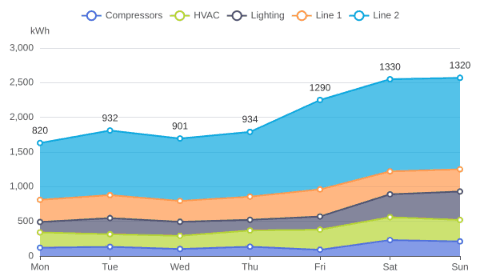 Compressors HVAC Lighting Line 1 Line 2
kWh
3,000
2,500
2,000
1,500
1,000
500
0
820 932 901 934 1290 1330 1320
Mon Tue Wed Thu Fri Sat Sun